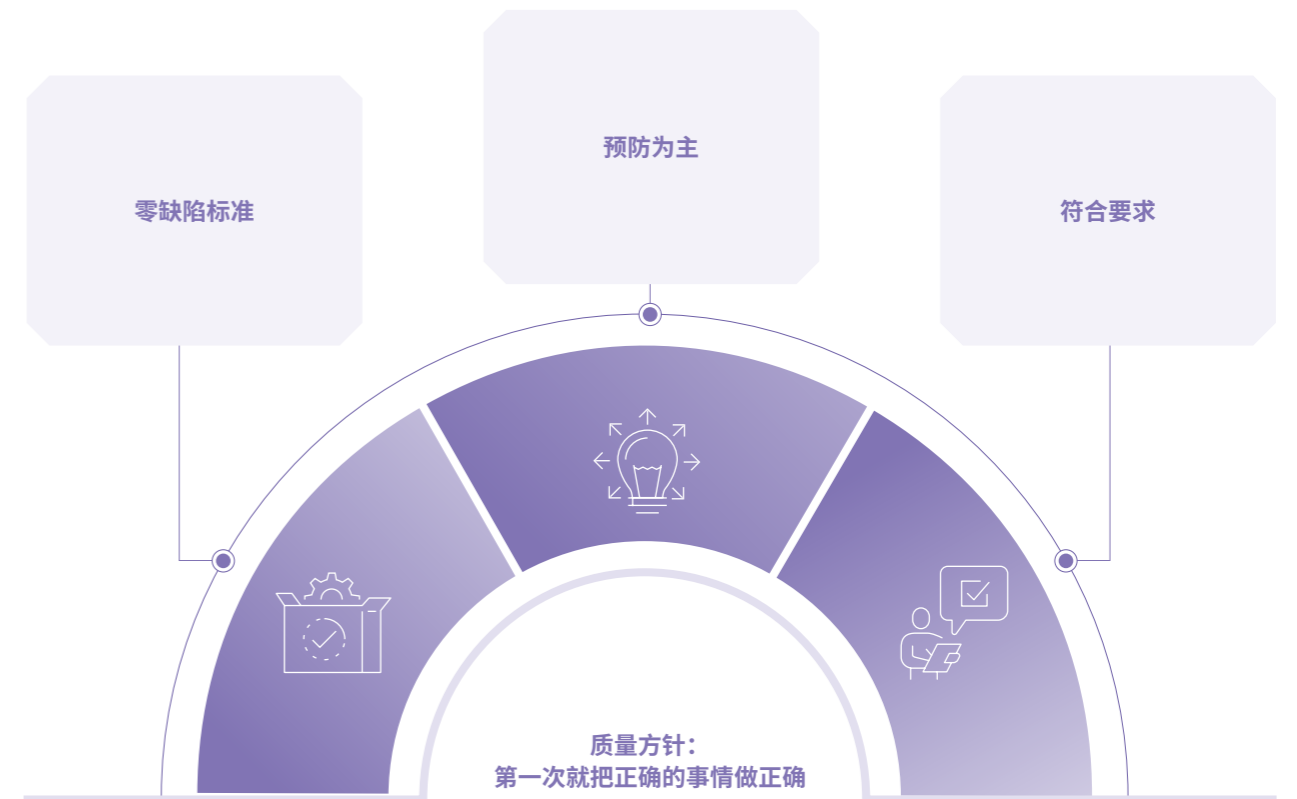 预防为主
零缺陷标准
符合要求
质量方针：
第一次就把正确的事情做正确